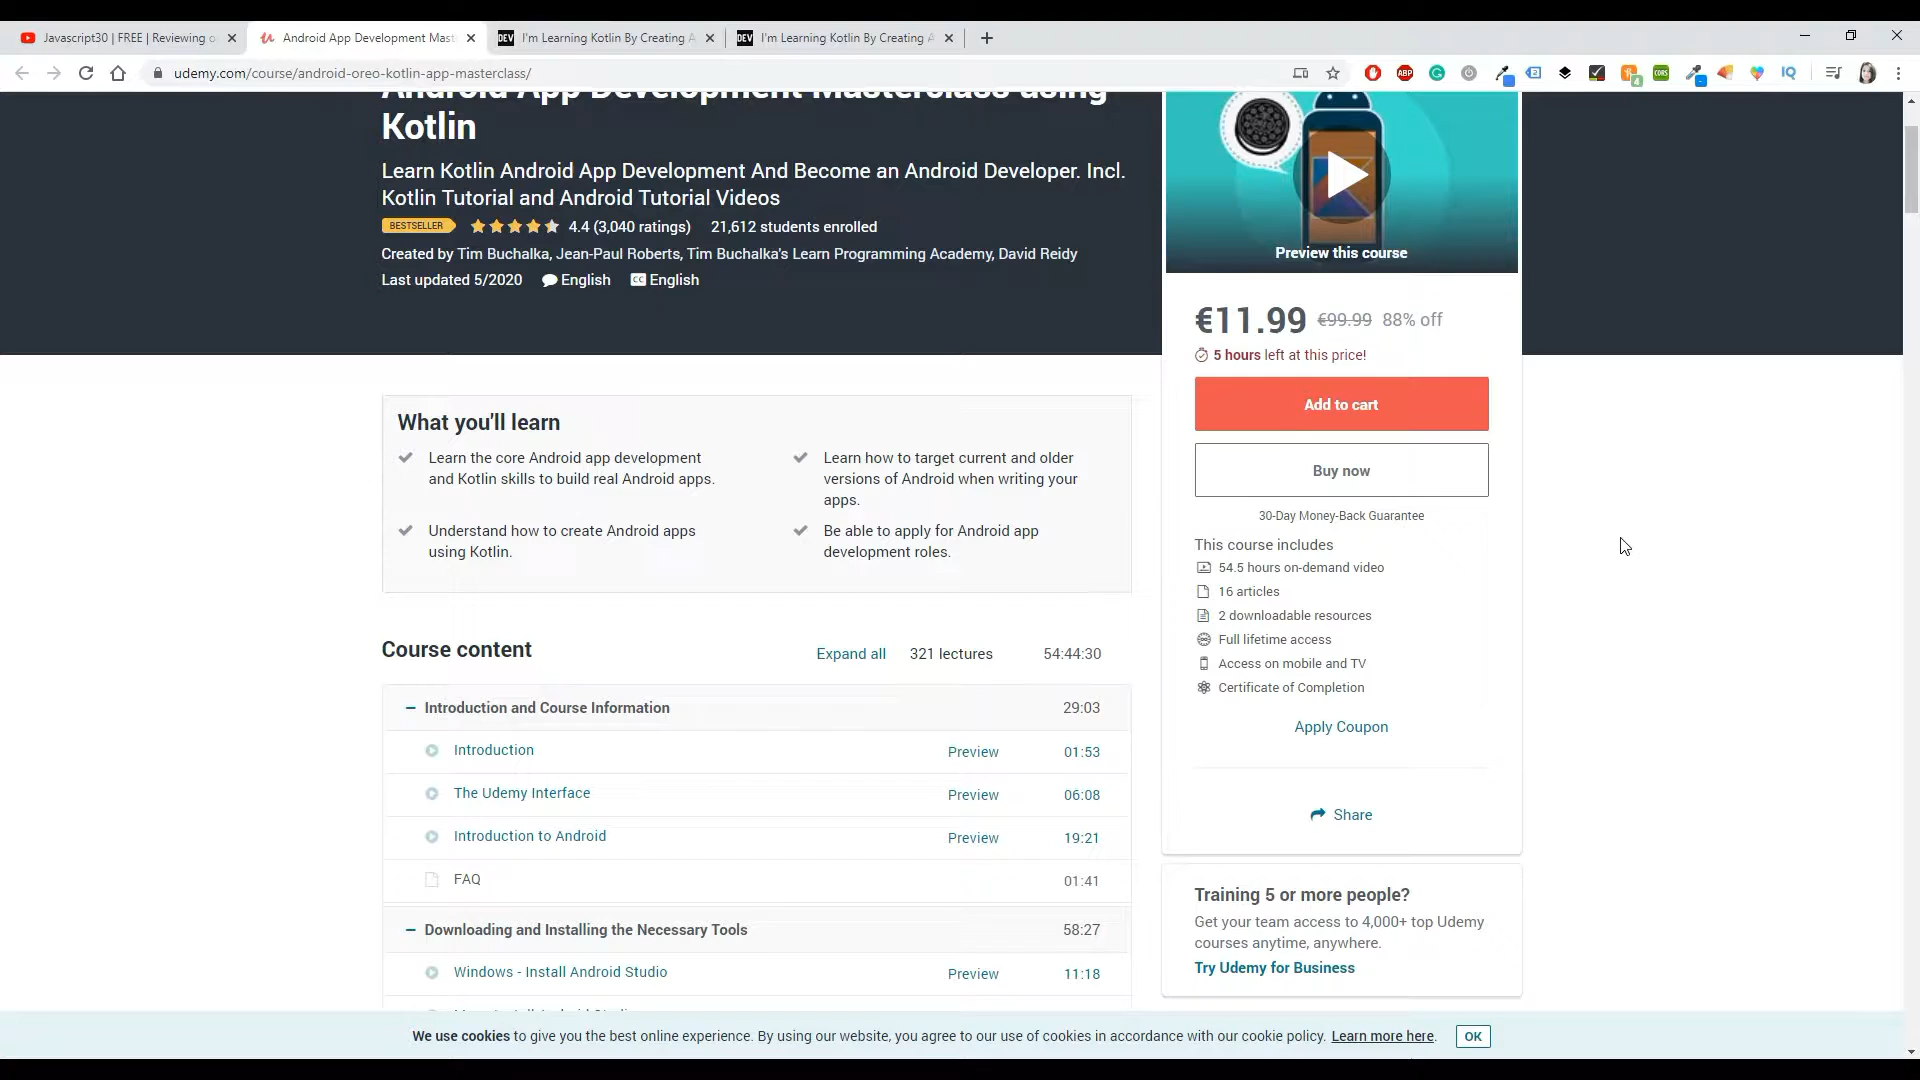 Javascript30 | FREE | Reviewing o
Android App Development Mast
DEV I'm Learning Kotlin By Creating A
DEV I'm Learning Kotlin By Creating A
udemy.com/course/android-oreo-kotlin-app-masterclass/
ABP
2
4
CORS
IQ
Android App Development Masterclass using
Kotlin
Learn Kotlin Android App Development And Become an Android Developer. Incl.
Kotlin Tutorial and Android Tutorial Videos
BESTSELLER 4.4 (3,040 ratings) 21,612 students enrolled
Created by Tim Buchalka, Jean-Paul Roberts, Tim Buchalka's Learn Programming Academy, David Reidy
Last updated 5/2020 English CC English
Preview this course
€11.99 €99.99 88% off
5 hours left at this price!
Add to cart
Buy now
30-Day Money-Back Guarantee
This course includes
54.5 hours on-demand video
16 articles
2 downloadable resources
Full lifetime access
Access on mobile and TV
Certificate of Completion
Apply Coupon
Share
Training 5 or more people?
Get your team access to 4,000+ top Udemy
courses anytime, anywhere.
Try Udemy for Business
What you'll learn
Learn the core Android app development
and Kotlin skills to build real Android apps.
Learn how to target current and older
versions of Android when writing your
apps.
Understand how to create Android apps
using Kotlin.
Be able to apply for Android app
development roles.
Course content Expand all 321 lectures 54:44:30
Introduction and Course Information 29:03
Introduction Preview 01:53
The Udemy Interface Preview 06:08
Introduction to Android Preview 19:21
FAQ 01:41
Downloading and Installing the Necessary Tools 58:27
Windows - Install Android Studio Preview 11:18
We use cookies to give you the best online experience. By using our website, you agree to our use of cookies in accordance with our cookie policy. Learn more here. OK